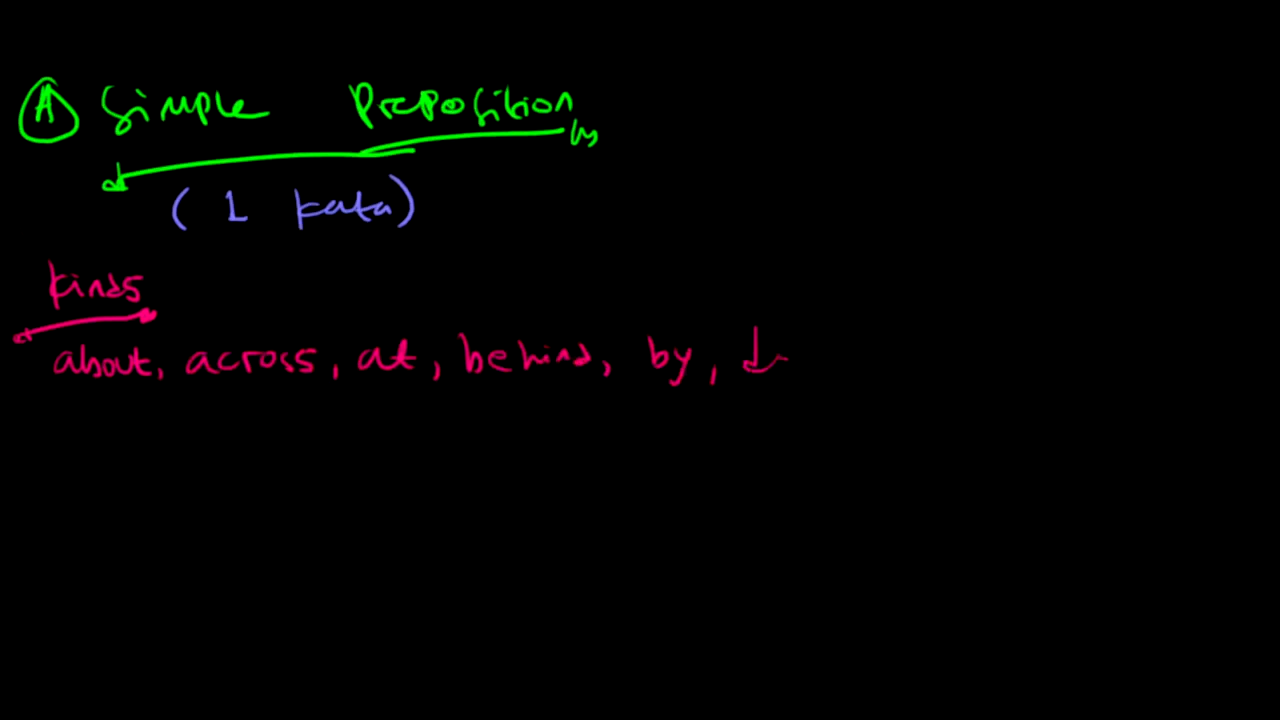 A Simple Preposition
(1 kata)
kinds
about, across, at, behind, by,